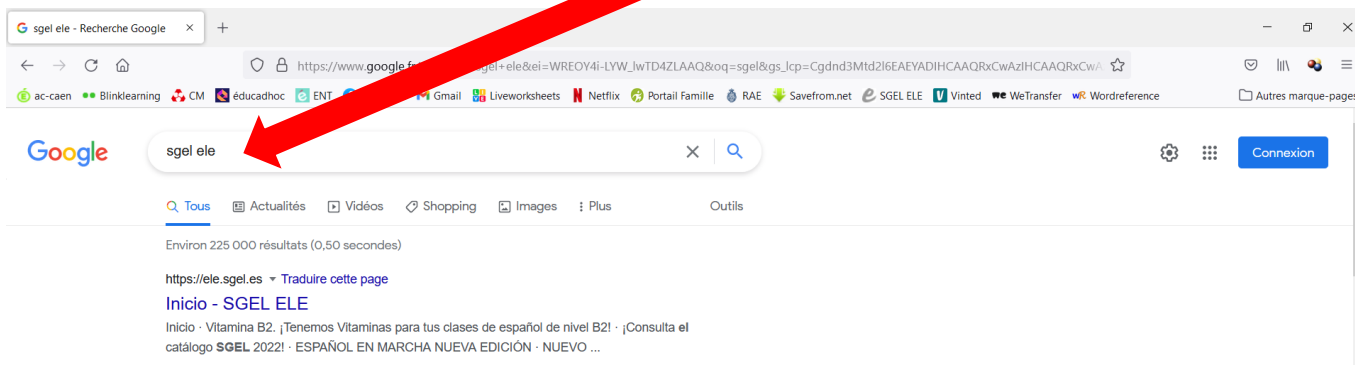 sgel ele - Recherche Google
https://www.google.f gel+ele&ei=WREOY4i-LYW_lwTD4ZLAAQ&oq=sgel&gs_lcp=Cgdnd3Mtd2l6EAEYADIHCAAQRxCwAzIHCAAQRxCwA
ac-caen Blinklearning CM éducadhoc ENT Gmail Liveworksheets Netflix Portail Famille RAE Savefrom.net SGEL ELE Vinted WeTransfer Wordreference Autres marque-pages
Google sgel ele Connexion
Tous Actualités Vidéos Shopping Images Plus Outils
Environ 225 000 résultats (0,50 secondes)
https://ele.sgel.es Traduire cette page
Inicio - SGEL ELE
Inicio · Vitamina B2. ¡Tenemos Vitaminas para tus clases de español de nivel B2! · ¡Consulta el
catálogo SGEL 2022! · ESPAÑOL EN MARCHA NUEVA EDICIÓN · NUEVO ...